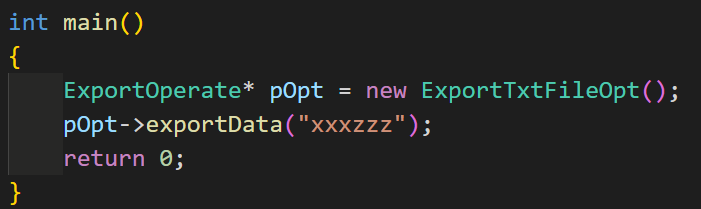 int main()
{
    ExportOperate* pOpt = new ExportTxtFileOpt();
    pOpt->exportData("xxxzzz");
    return 0;
}